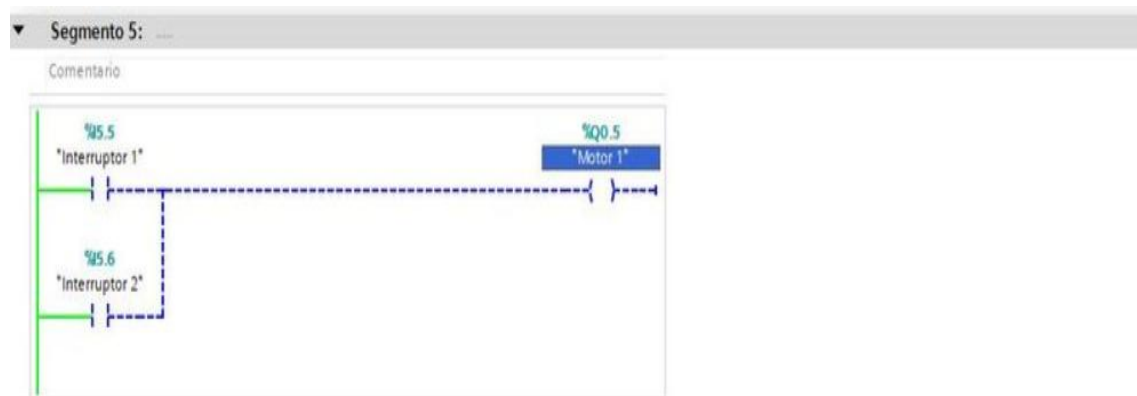 Segmento 5: ....
Comentario
%I5.5
"Interruptor 1"
%Q0.5
"Motor 1"
%I5.6
"Interruptor 2"